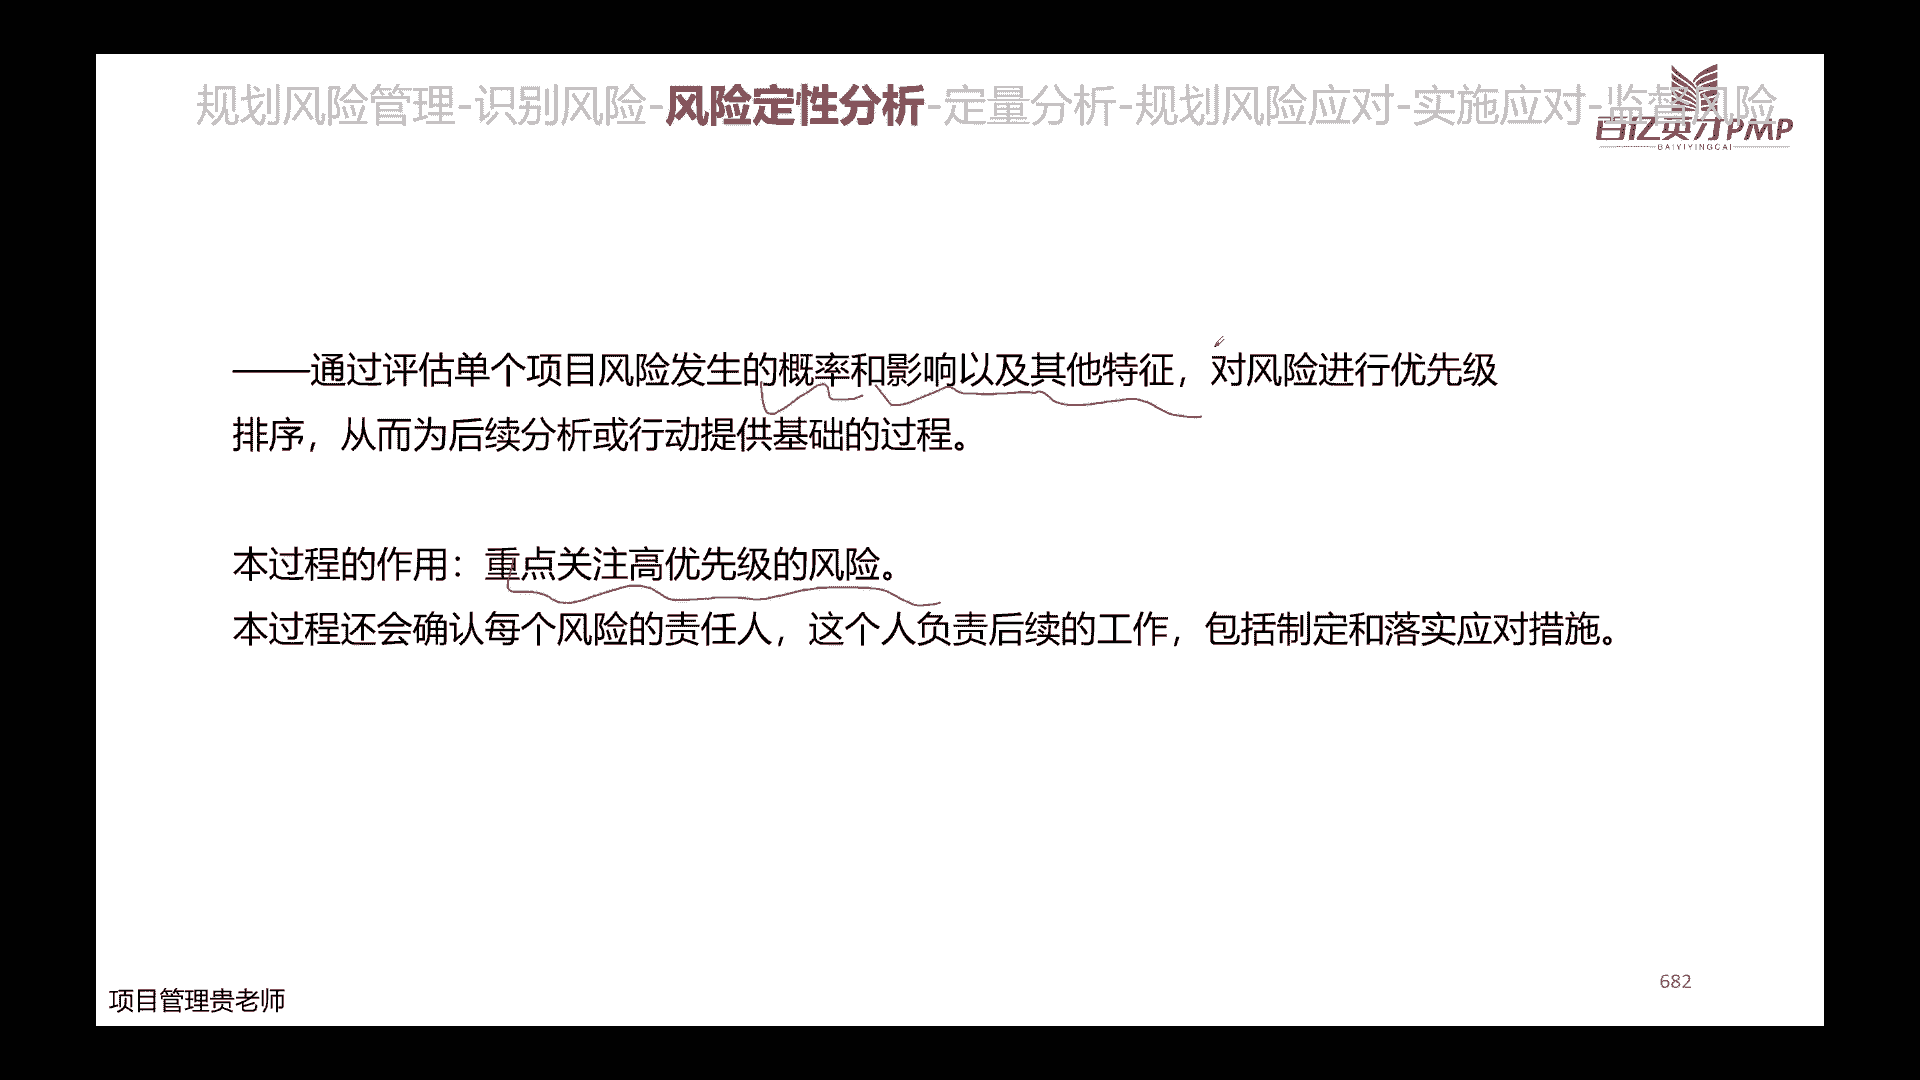 规划风险管理-识别风险-风险定性分析-定量分析-规划风险应对-实施应对-监督风险
百亿英才PMP
BAIYIYINGCAI
——通过评估单个项目风险发生的概率和影响以及其他特征，对风险进行优先级
排序，从而为后续分析或行动提供基础的过程。
本过程的作用：重点关注高优先级的风险。
本过程还会确认每个风险的责任人，这个人负责后续的工作，包括制定和落实应对措施。
682
项目管理贵老师